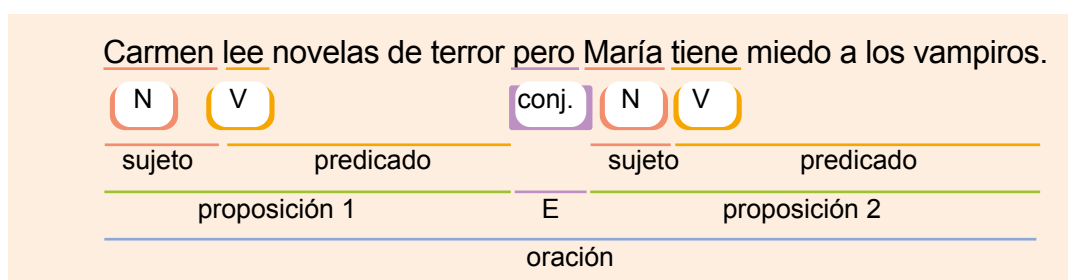 Carmen lee novelas de terror pero María tiene miedo a los vampiros.
N V conj. N V
sujeto predicado sujeto predicado
proposición 1 E proposición 2
oración